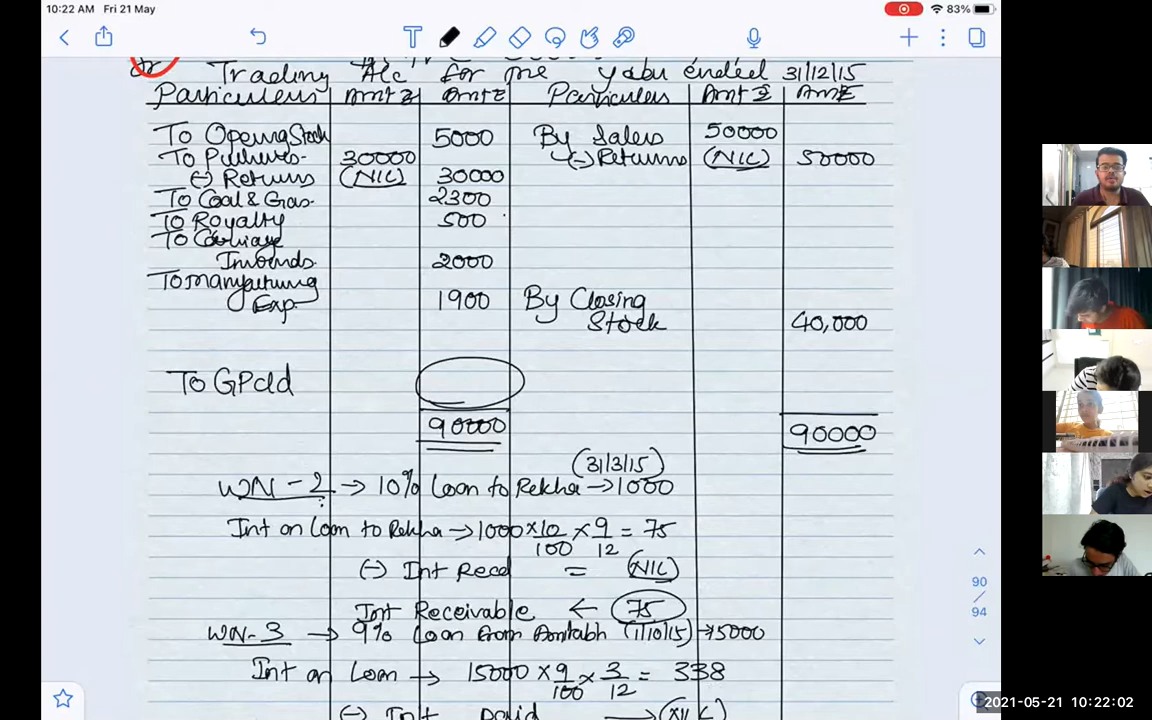 10:22 AM Fri 21 May
83%
Dr
Trading A/c for the year ended 31/12/15
Particulars Amt ₹ Amt ₹ Particulars Amt ₹ Amt ₹
To Opening Stock 5000 By Sales 50000
To Purchases 30000 (-) Returns (NIL) 50000
(-) Returns (NIL) 30000
To Coal & Gas 2300
To Royalty 500
To Carriage
Inwards 2000
To Manufacturing
Exp. 1900 By Closing
Stock 40,000
To GP c/d
90000 90000
(31/3/15)
WN-2 → 10% Loan to Rekha → 1000
Int on Loan to Rekha → 1000 × 10/100 × 9/12 = 75
(-) Int Recd = (NIL)
Int Receivable ← 75
WN-3 → 9% Loan from Amitabh (1/10/15) → 5000
Int on Loan → 15000 × 9/100 × 3/12 = 338
(-) Int paid → (NIL)
90
/
94
2021-05-21 10:22:02